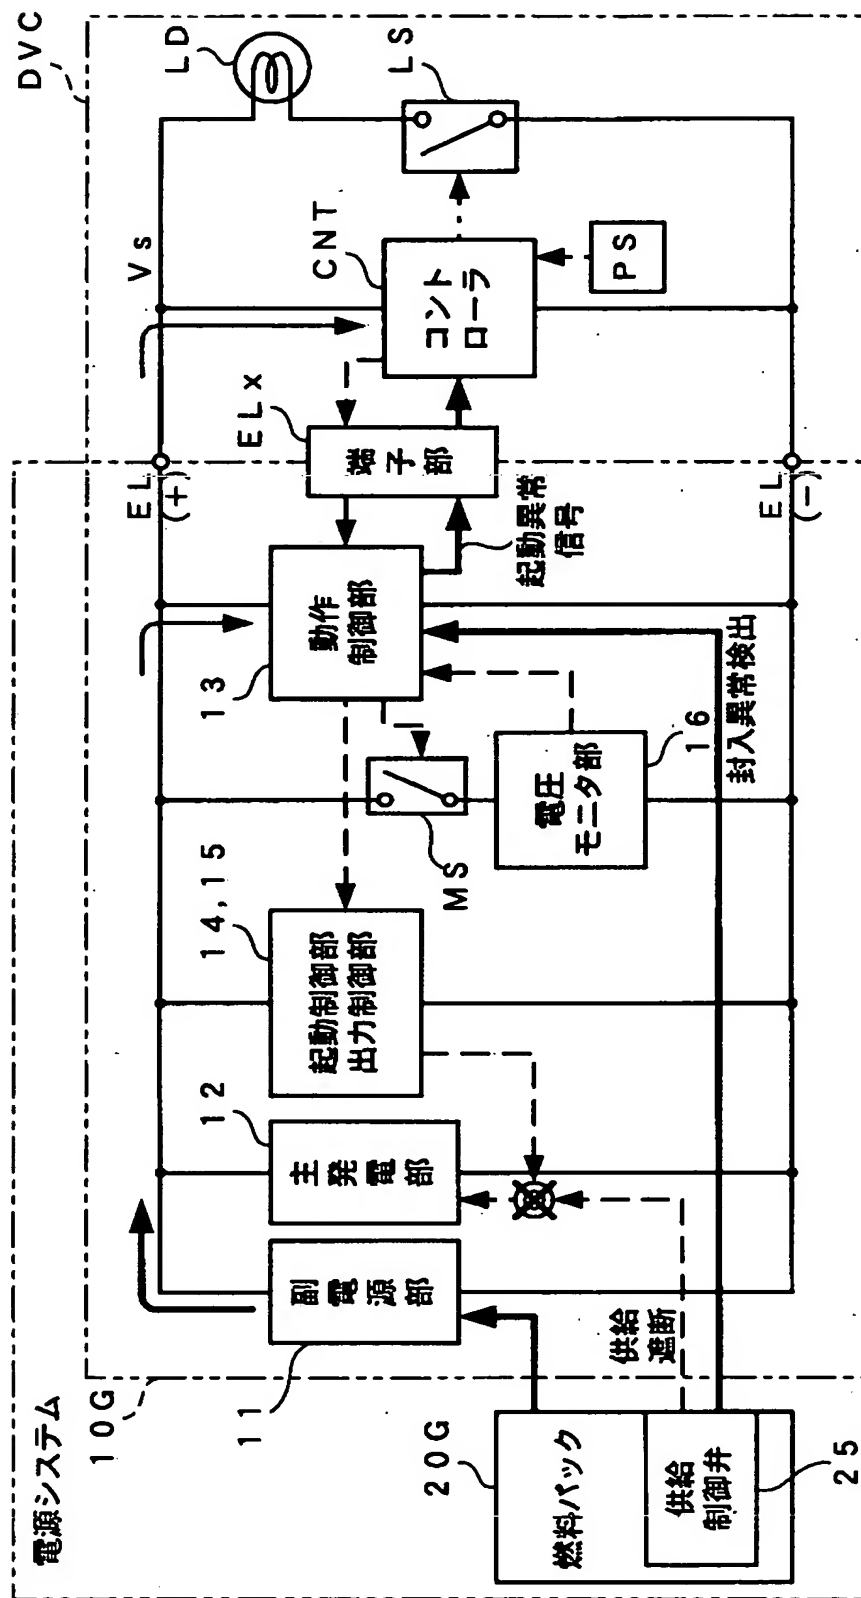 電源システム
10G
DVC
20G
燃料パック
供給
制御弁
25
供給
遮断
11
副電源部
12
主発電部
14,15
起動制御部
出力制御部
MS
13
動作
制御部
電圧
モニタ部
16
封入異常検出
起動異常
信号
EL
(+)
EL
(-)
ELx
端子部
Vs
CNT
コント
ローラ
PS
LS
LD